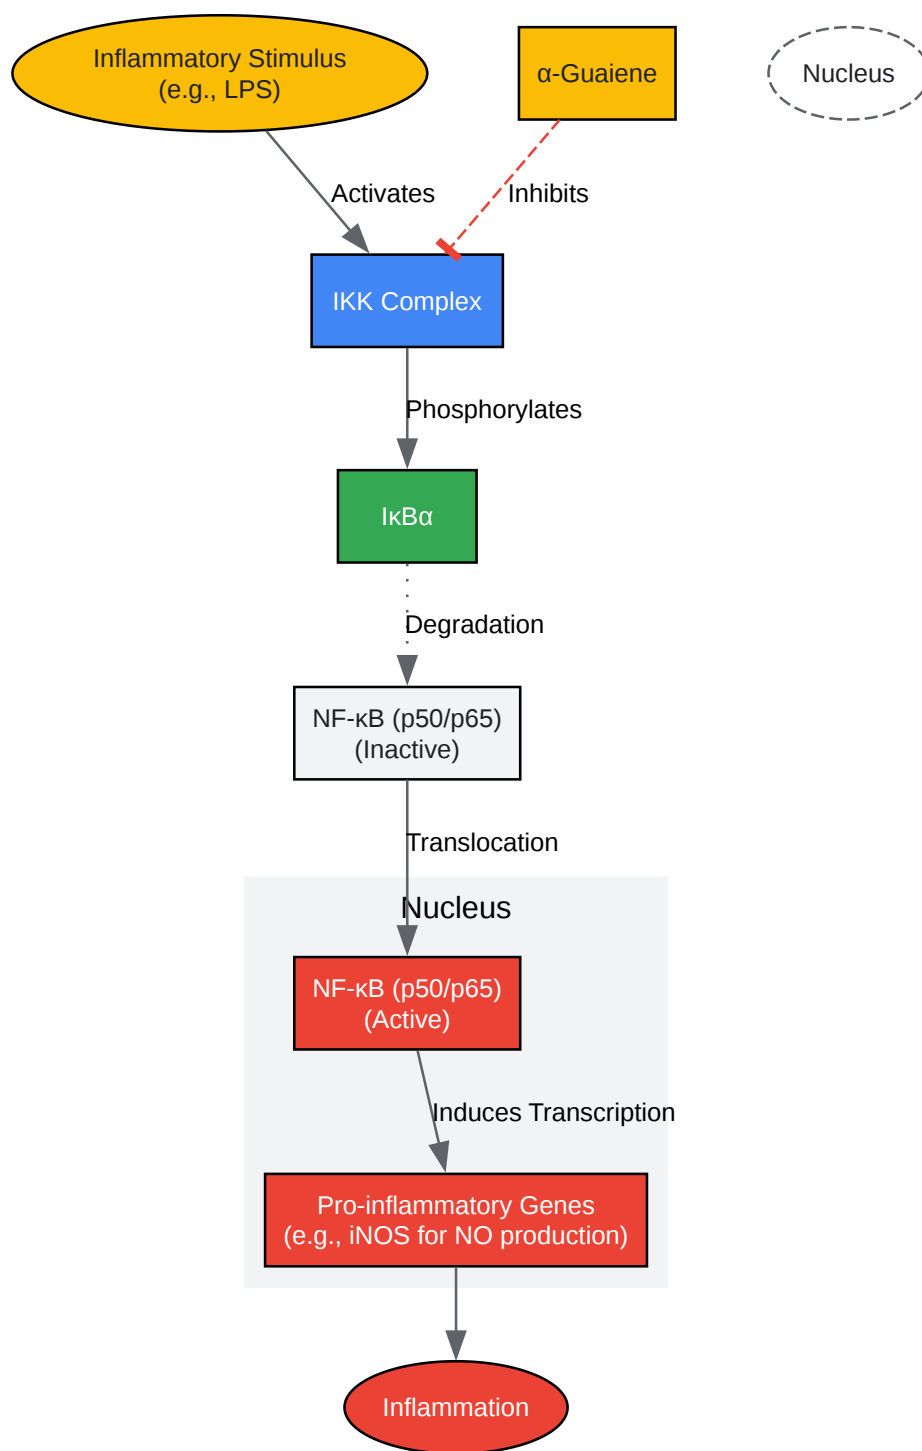 Inflammatory Stimulus
(e.g., LPS)
α-Guaiene
Nucleus
Activates
Inhibits
IKK Complex
Phosphorylates
IκBα
Degradation
NF-κB (p50/p65)
(Inactive)
Translocation
Nucleus
NF-κB (p50/p65)
(Active)
Induces Transcription
Pro-inflammatory Genes
(e.g., iNOS for NO production)
Inflammation